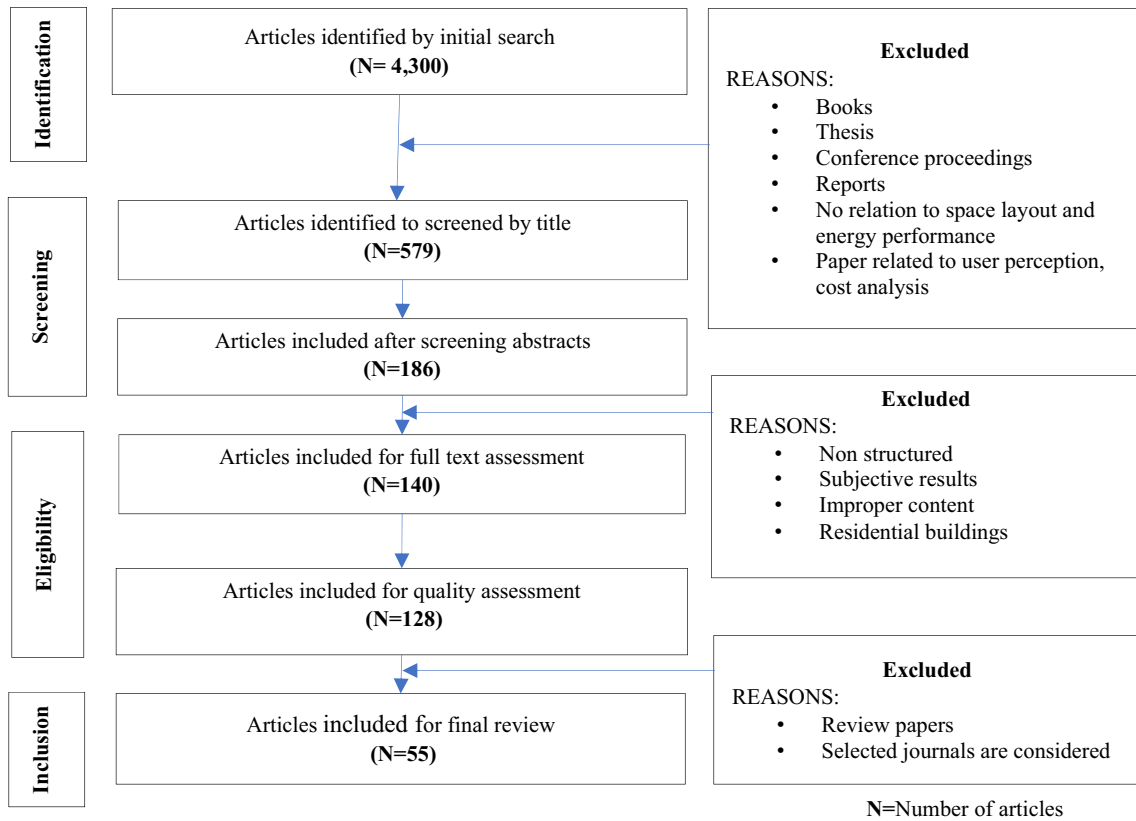 Identification
Articles identified by initial search
(N= 4,300)
Excluded
REASONS:
• Books
• Thesis
• Conference proceedings
• Reports
• No relation to space layout and
energy performance
• Paper related to user perception,
cost analysis
Screening
Articles identified to screened by title
(N=579)
Articles included after screening abstracts
(N=186)
Excluded
REASONS:
• Non structured
• Subjective results
• Improper content
• Residential buildings
Eligibility
Articles included for full text assessment
(N=140)
Articles included for quality assessment
(N=128)
Excluded
REASONS:
• Review papers
• Selected journals are considered
Inclusion
Articles included for final review
(N=55)
N=Number of articles